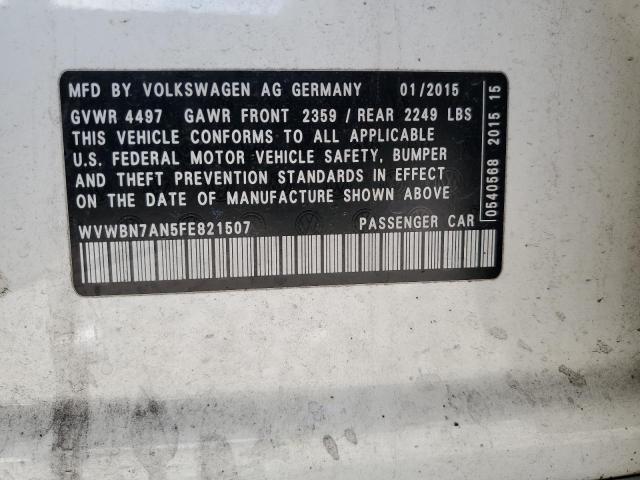 MFD BY VOLKSWAGEN AG GERMANY 01/2015
GVWR 4497 GAWR FRONT 2359 / REAR 2249 LBS
THIS VEHICLE CONFORMS TO ALL APPLICABLE
U.S. FEDERAL MOTOR VEHICLE SAFETY, BUMPER
AND THEFT PREVENTION STANDARDS IN EFFECT
ON THE DATE OF MANUFACTURE SHOWN ABOVE
WVWBN7AN5FE821507 PASSENGER CAR
0540568 2015 15